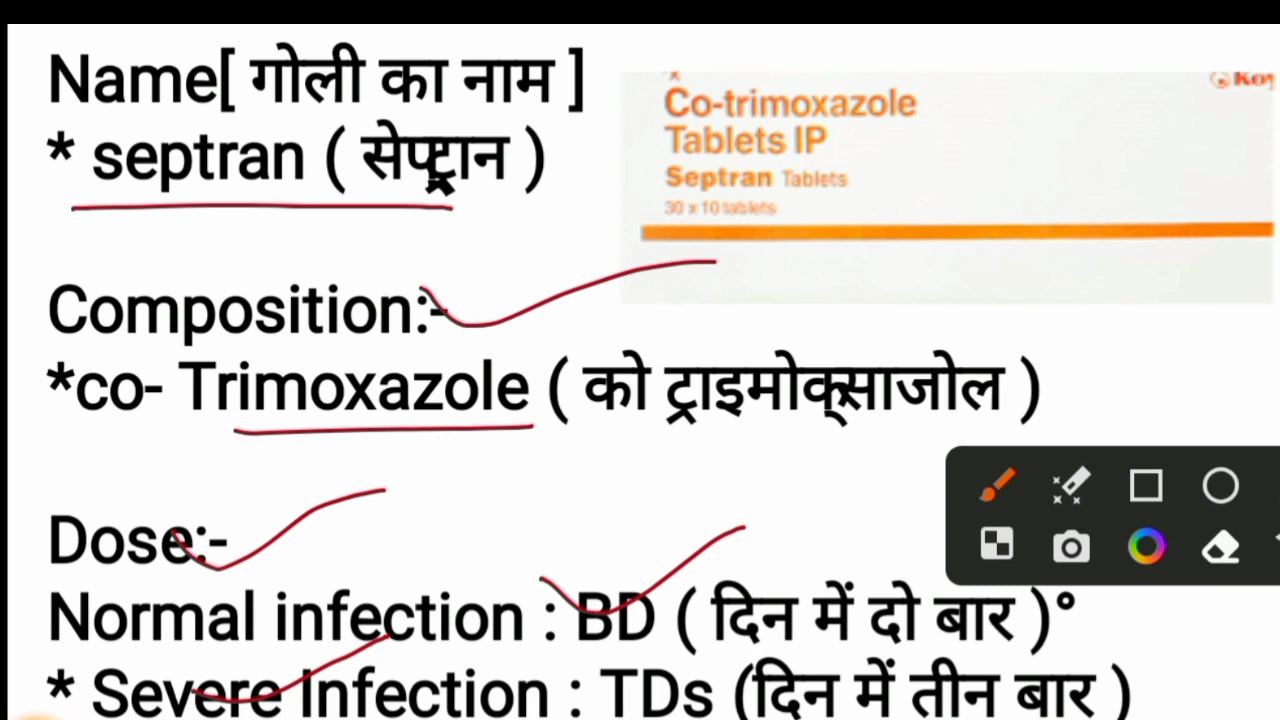 Name[ गोली का नाम ]
* septran ( सेप्ट्रान )
Co-trimoxazole
Tablets IP
Septran Tablets
30 x 10 tablets
Composition:-
*co- Trimoxazole ( को ट्राइमोक्साजोल )
Dose:-
Normal infection : BD ( दिन में दो बार )°
* Severe Infection : TDs (दिन में तीन बार )